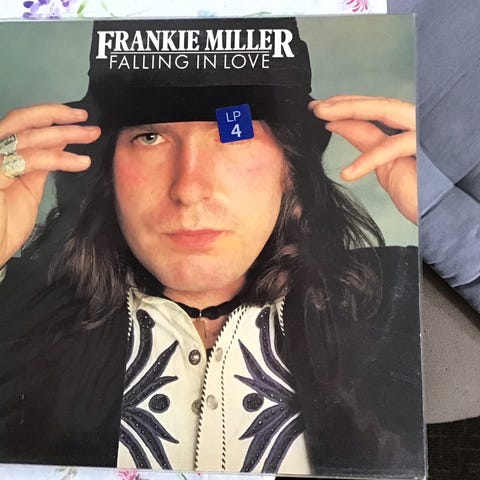 FRANKIE MILLER
FALLING IN LOVE
LP
4